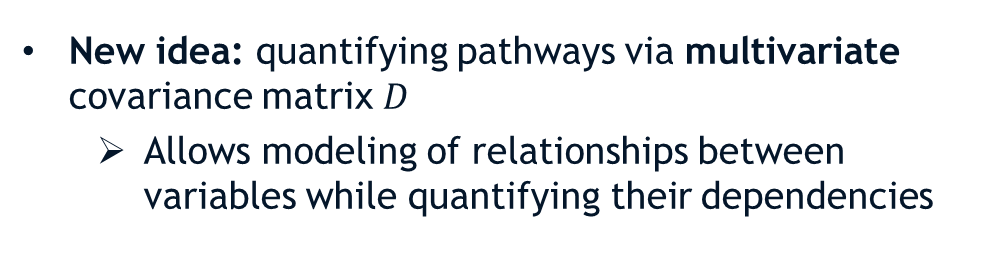 • New idea: quantifying pathways via multivariate
covariance matrix D
➢ Allows modeling of relationships between
variables while quantifying their dependencies